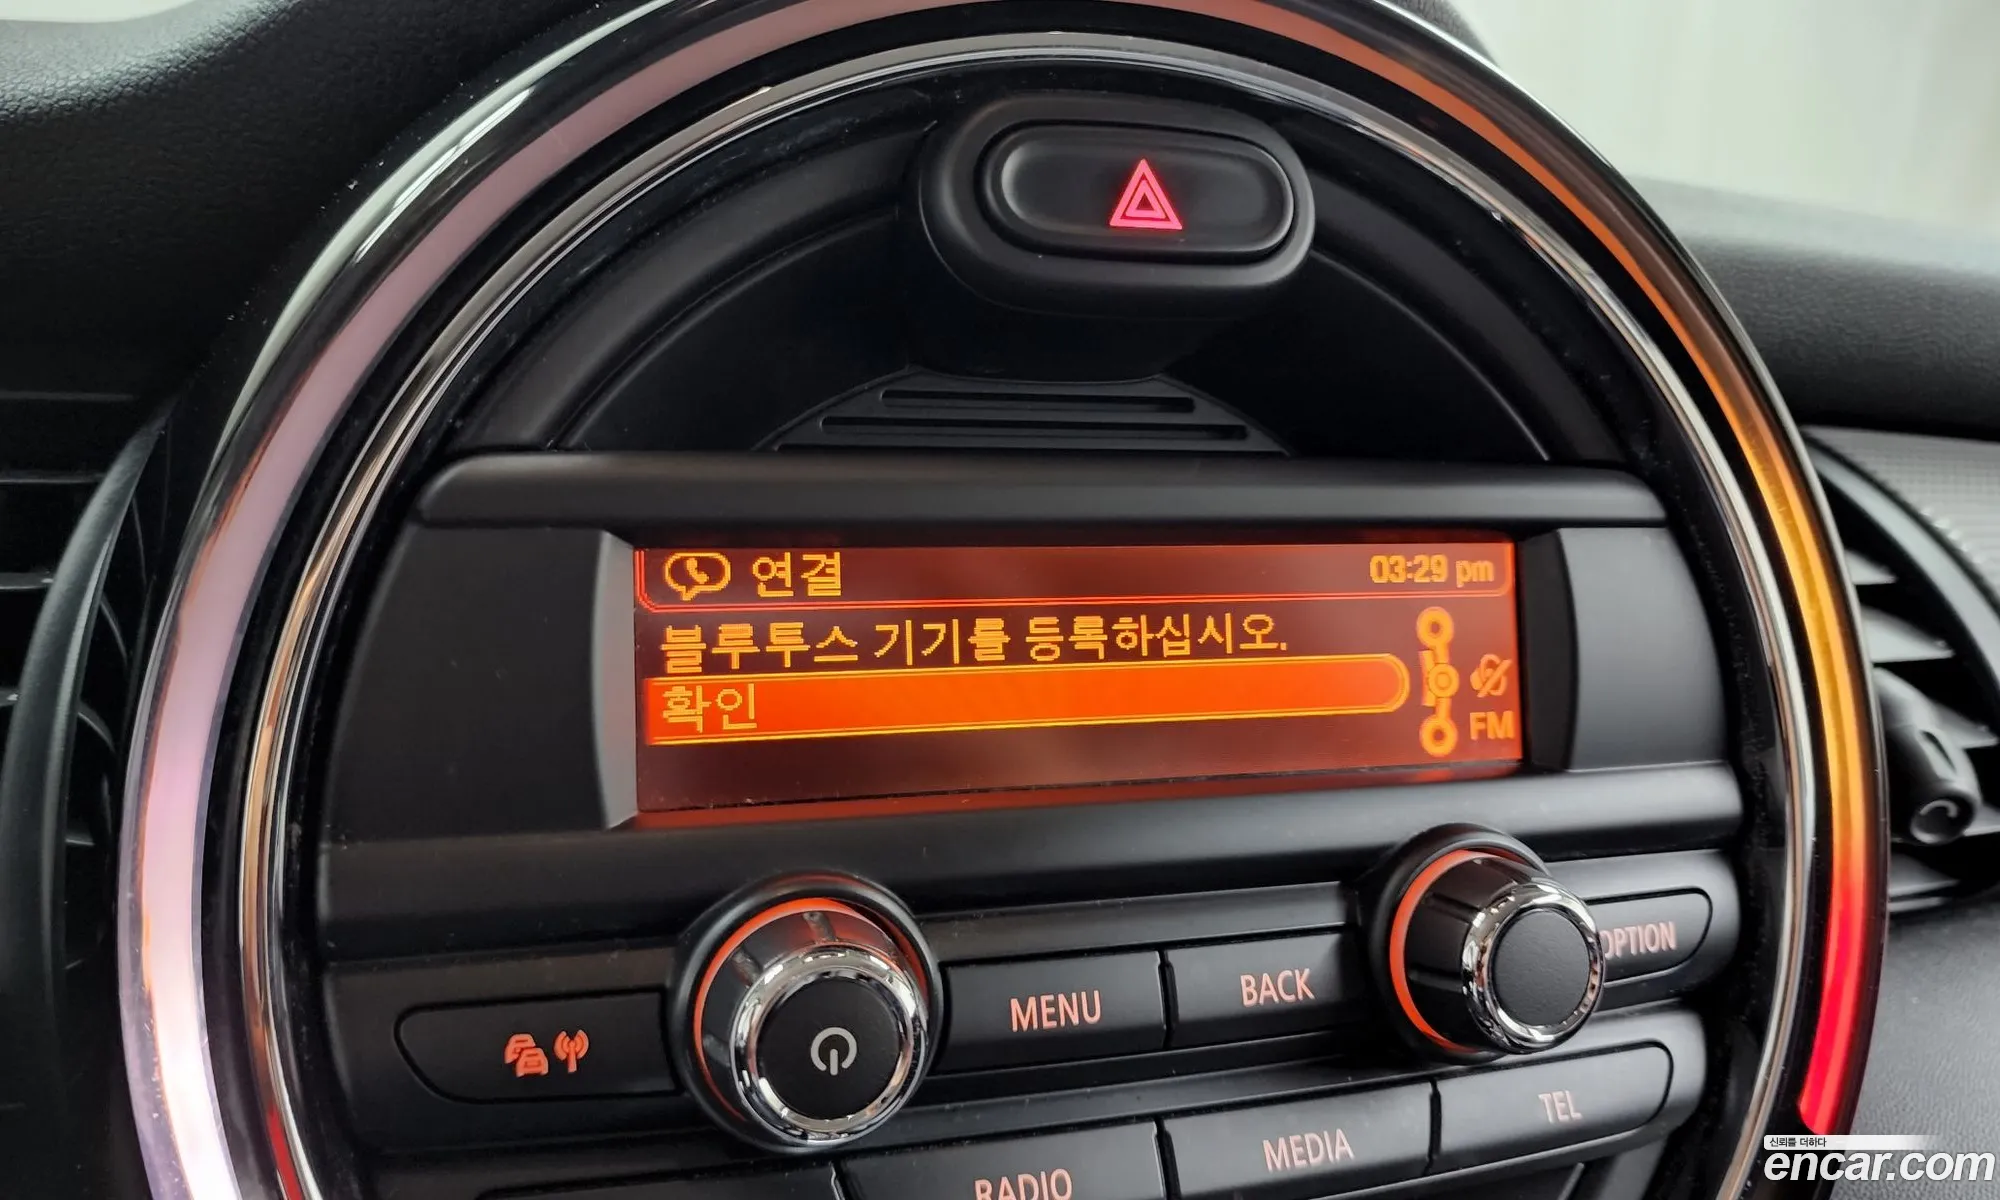 연결 03:29 pm
블루투스 기기를 등록하십시오.
확인
FM
MENU BACK OPTION
RADIO MEDIA TEL
신뢰를 더하다
encar.com